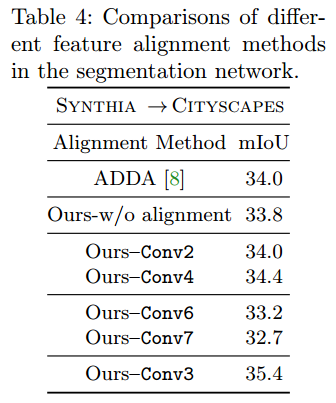 Table 4: Comparisons of differ-
ent feature alignment methods
in the segmentation network.
SYNTHIA → CITYSCAPES
Alignment Method mIoU
ADDA [8] 34.0
Ours-w/o alignment 33.8
Ours–Conv2 34.0
Ours–Conv4 34.4
Ours–Conv6 33.2
Ours–Conv7 32.7
Ours–Conv3 35.4